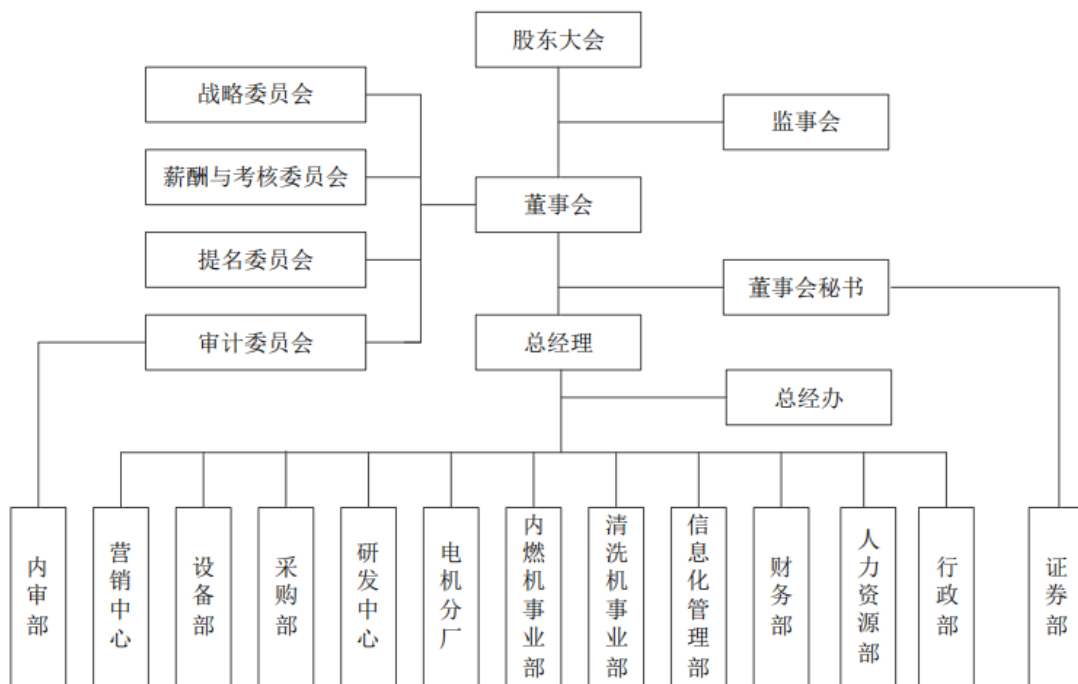 股东大会
战略委员会
监事会
薪酬与考核委员会
董事会
提名委员会
董事会秘书
审计委员会
总经理
总经办
内审部
营销中心
设备部
采购部
研发中心
电机分厂
内燃机事业部
清洗机事业部
信息化管理部
财务部
人力资源部
行政部
证券部